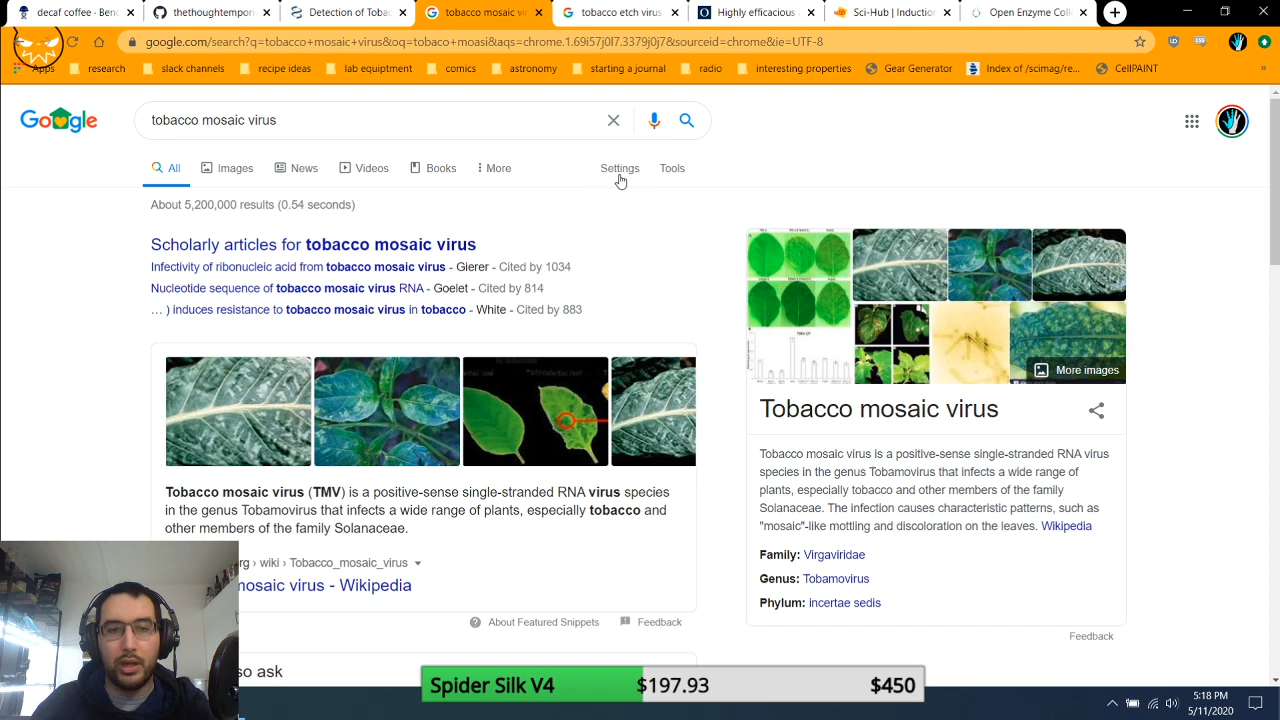 decaf coffee - Benc
thethoughtempori
Detection of Tobac
tobacco mosaic vi
tobacco etch virus
Highly efficacious
Sci-Hub | Induction
Open Enzyme Coll
google.com/search?q=tobacco+mosaic+virus&oq=tobaco+moasi&aqs=chrome.1.69i57j0l7.3379j0j7&sourceid=chrome&ie=UTF-8
Apps
research
slack channels
recipe ideas
lab equiptment
comics
astronomy
starting a journal
radio
interesting properties
Gear Generator
Index of /scimag/re...
CellPAINT
Google
tobacco mosaic virus
All
Images
News
Videos
Books
More
Settings
Tools
About 5,200,000 results (0.54 seconds)
Scholarly articles for tobacco mosaic virus
Infectivity of ribonucleic acid from tobacco mosaic virus - Gierer - Cited by 1034
Nucleotide sequence of tobacco mosaic virus RNA - Goelet - Cited by 814
… ) induces resistance to tobacco mosaic virus in tobacco - White - Cited by 883
Tobacco mosaic virus (TMV) is a positive-sense single-stranded RNA virus species
in the genus Tobamovirus that infects a wide range of plants, especially tobacco and
other members of the family Solanaceae.
rg › wiki › Tobacco_mosaic_virus
mosaic virus - Wikipedia
About Featured Snippets
Feedback
so ask
More images
Tobacco mosaic virus
Tobacco mosaic virus is a positive-sense single-stranded RNA virus
species in the genus Tobamovirus that infects a wide range of
plants, especially tobacco and other members of the family
Solanaceae. The infection causes characteristic patterns, such as
"mosaic"-like mottling and discoloration on the leaves. Wikipedia
Family: Virgaviridae
Genus: Tobamovirus
Phylum: incertae sedis
Feedback
Spider Silk V4 $197.93 $450
5:18 PM
5/11/2020